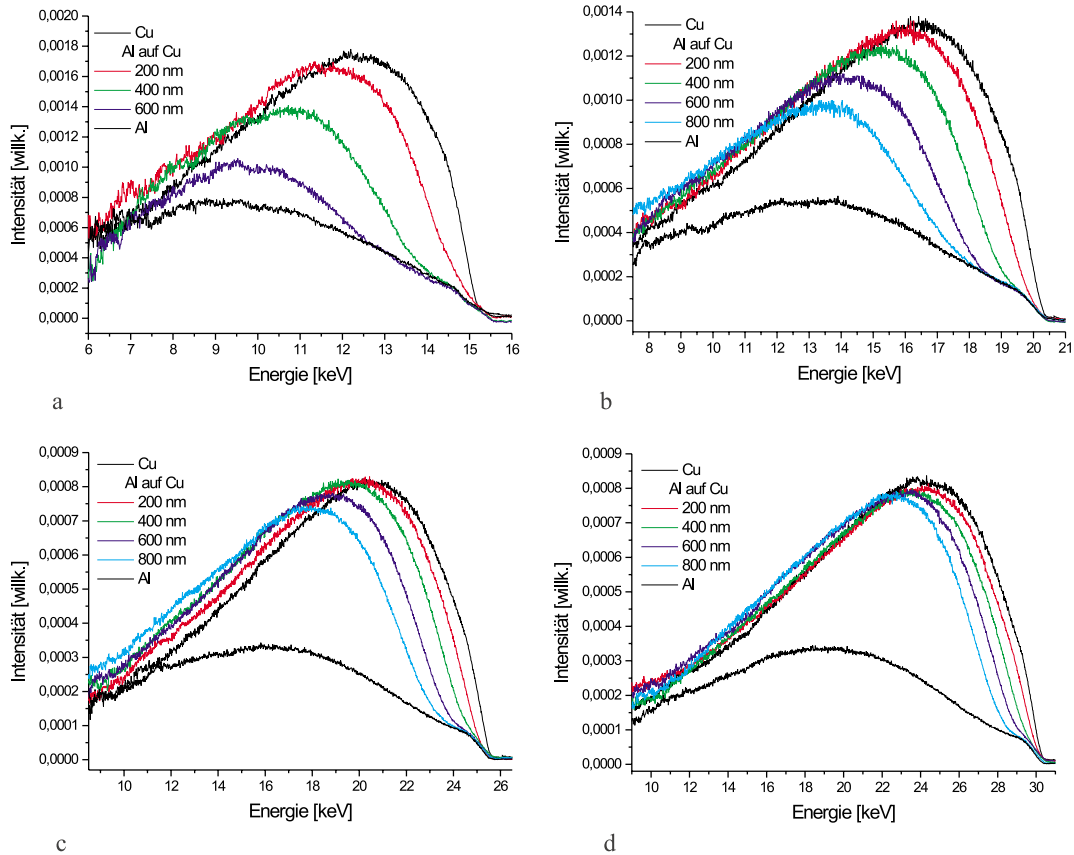 0,0020
0,0018
0,0016
0,0014
0,0012
0,0010
0,0008
0,0006
0,0004
0,0002
0,0000
Intensität [willk.]
Cu
Al auf Cu
200 nm
400 nm
600 nm
Al
6 7 8 9 10 11 12 13 14 15 16
Energie [keV]
a
0,0014
0,0012
0,0010
0,0008
0,0006
0,0004
0,0002
0,0000
Intensität [willk.]
Cu
Al auf Cu
200 nm
400 nm
600 nm
800 nm
Al
8 9 10 11 12 13 14 15 16 17 18 19 20 21
Energie [keV]
b
0,0009
0,0008
0,0007
0,0006
0,0005
0,0004
0,0003
0,0002
0,0001
0,0000
Intensität [willk.]
Cu
Al auf Cu
200 nm
400 nm
600 nm
800 nm
Al
10 12 14 16 18 20 22 24 26
Energie [keV]
c
0,0009
0,0008
0,0007
0,0006
0,0005
0,0004
0,0003
0,0002
0,0001
0,0000
Intensität [willk.]
Cu
Al auf Cu
200 nm
400 nm
600 nm
800 nm
Al
10 12 14 16 18 20 22 24 26 28 30
Energie [keV]
d